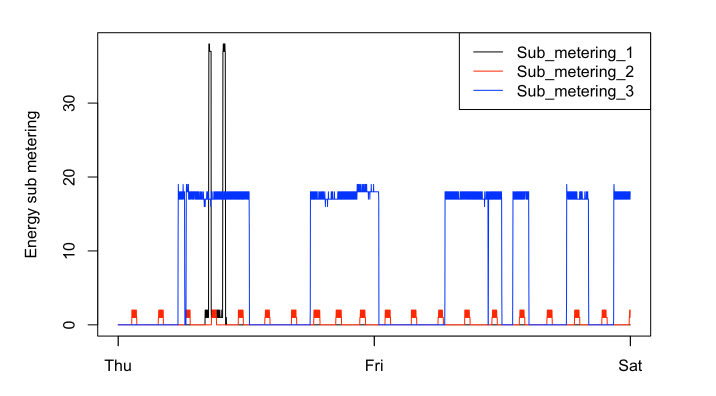 Sub_metering_1
Sub_metering_2
Sub_metering_3
Energy sub metering
30
20
10
0
Thu
Fri
Sat